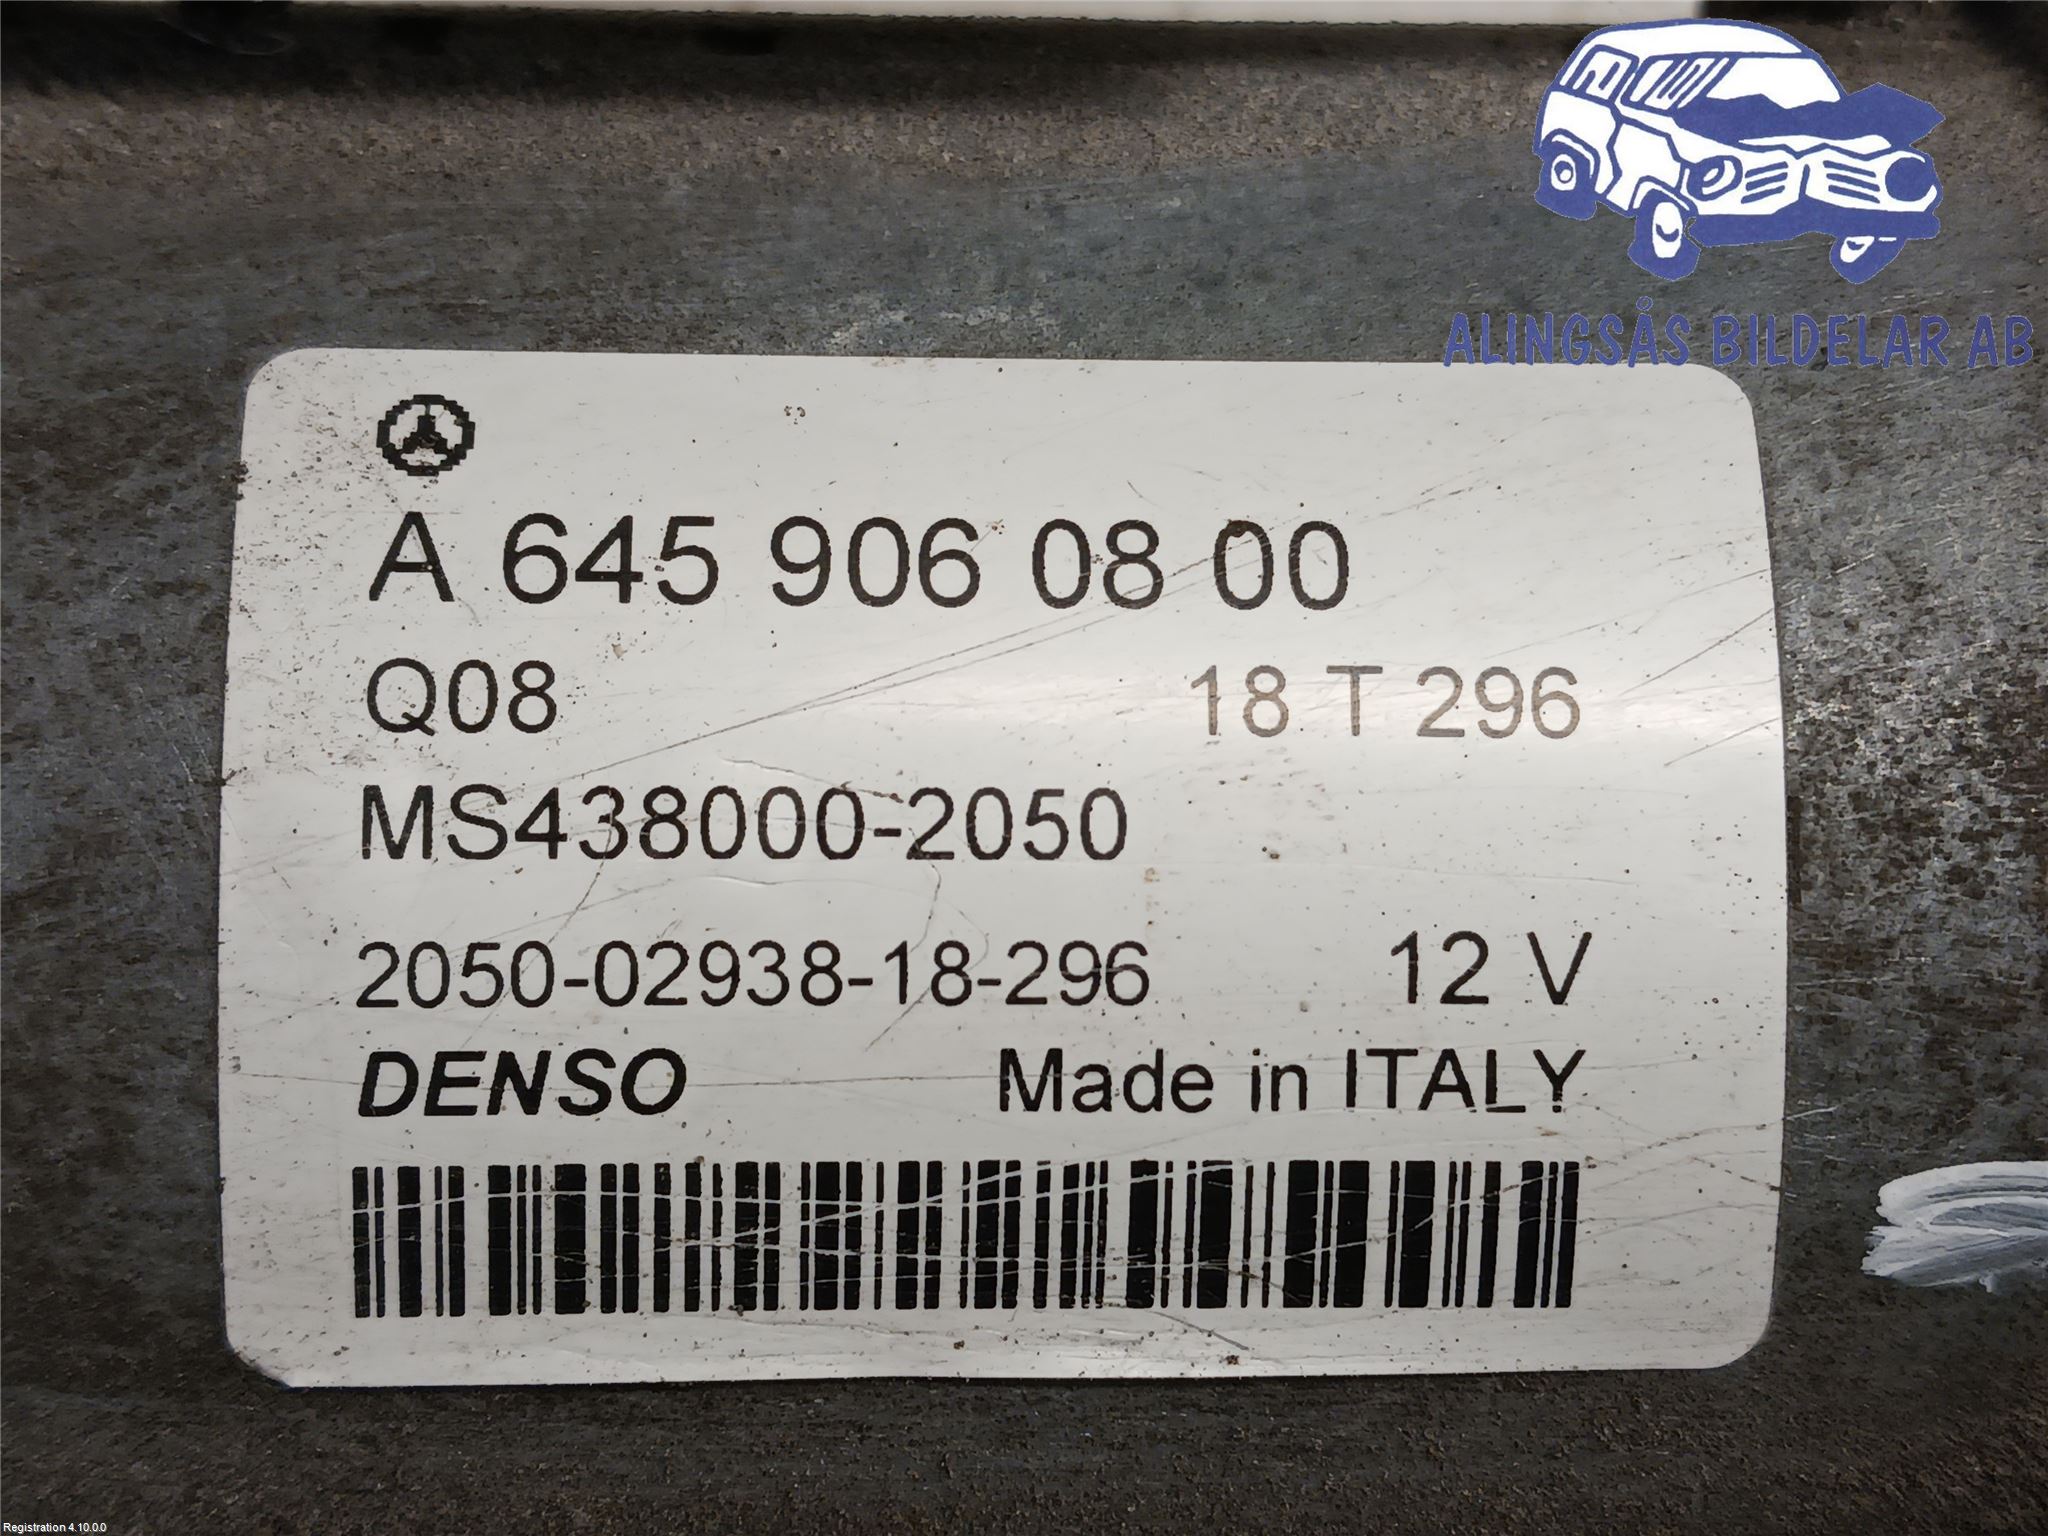 ALINGSÅS BILDELAR AB
A 645 906 08 00
Q08 18 T 296
MS438000-2050
2050-02938-18-296 12 V
DENSO Made in ITALY
Registration 4.10.0.0